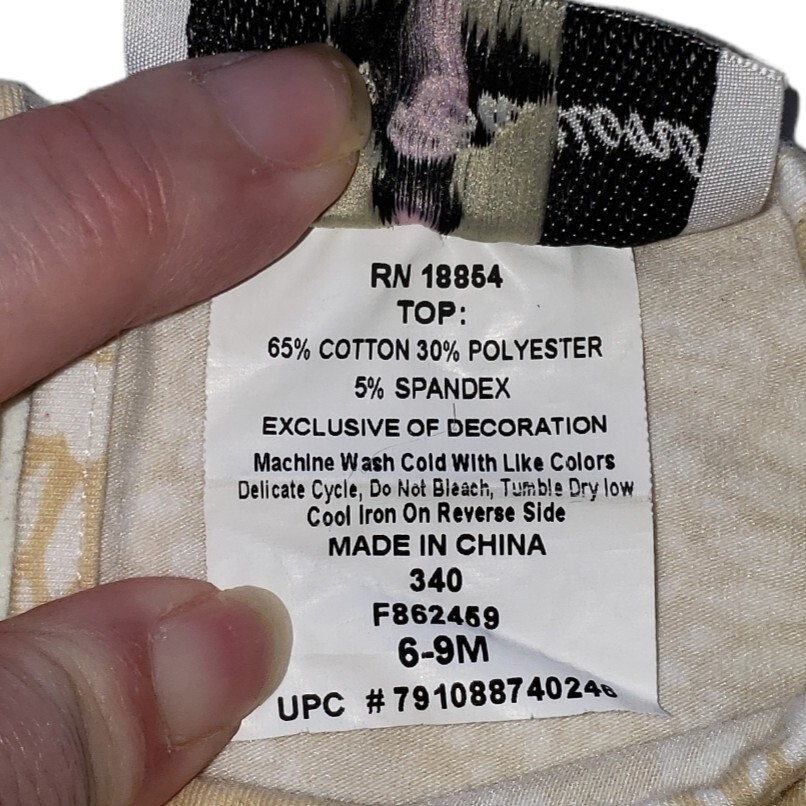 RN 18854
TOP:
65% COTTON 30% POLYESTER
5% SPANDEX
EXCLUSIVE OF DECORATION
Machine Wash Cold With Like Colors
Delicate Cycle, Do Not Bleach, Tumble Dry low
Cool Iron On Reverse Side
MADE IN CHINA
340
F862459
6-9M
UPC # 791088740246